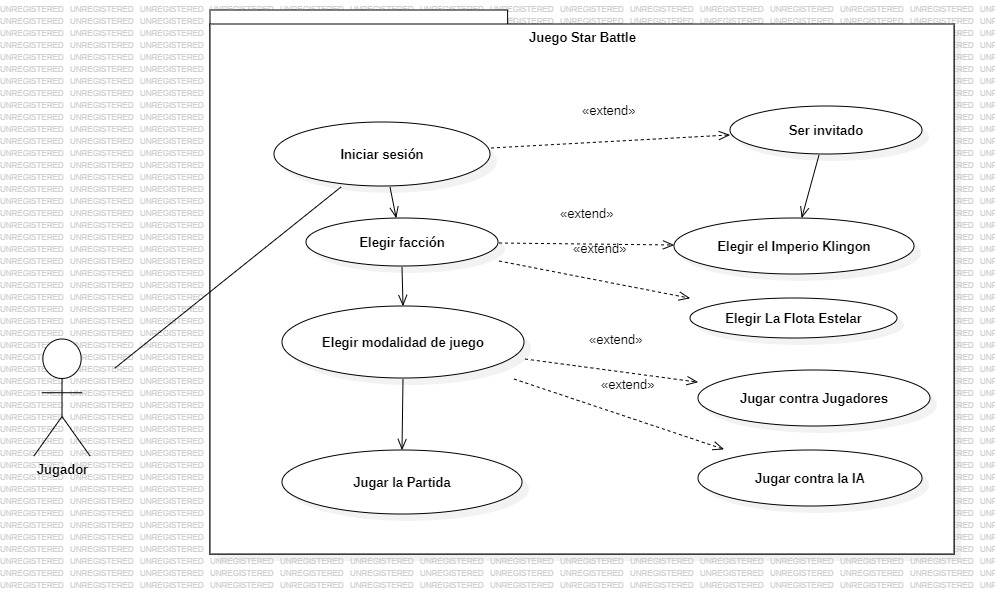 Juego Star Battle
«extend»
Ser invitado
Iniciar sesión
«extend»
Elegir facción
«extend»
Elegir el Imperio Klingon
Elegir La Flota Estelar
«extend»
Elegir modalidad de juego
«extend»
Jugar contra Jugadores
Jugador
Jugar la Partida
Jugar contra la IA
UNREGISTERED